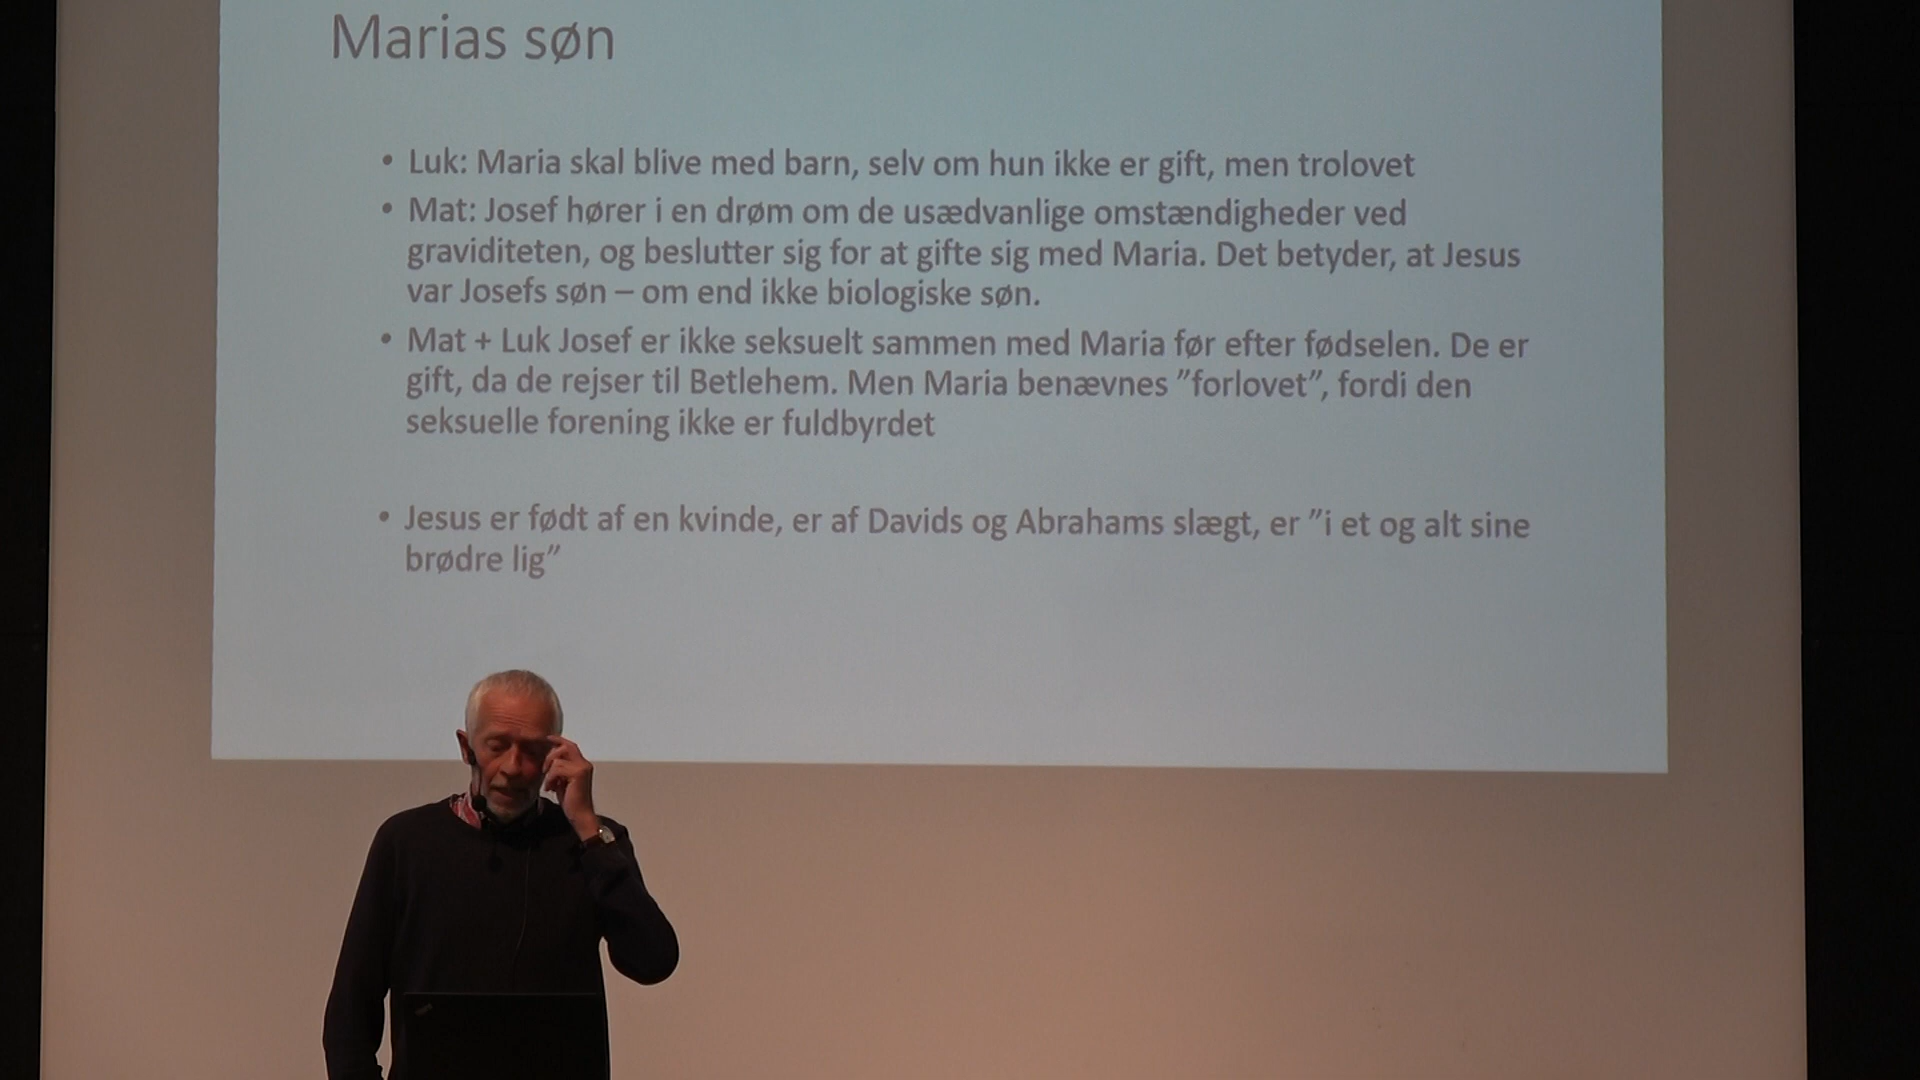 Marias søn
• Luk: Maria skal blive med barn, selv om hun ikke er gift, men trolovet
• Mat: Josef hører i en drøm om de usædvanlige omstændigheder ved
graviditeten, og beslutter sig for at gifte sig med Maria. Det betyder, at Jesus
var Josefs søn – om end ikke biologiske søn.
• Mat + Luk Josef er ikke seksuelt sammen med Maria før efter fødselen. De er
gift, da de rejser til Betlehem. Men Maria benævnes ”forlovet”, fordi den
seksuelle forening ikke er fuldbyrdet
• Jesus er født af en kvinde, er af Davids og Abrahams slægt, er ”i et og alt sine
brødre lig”